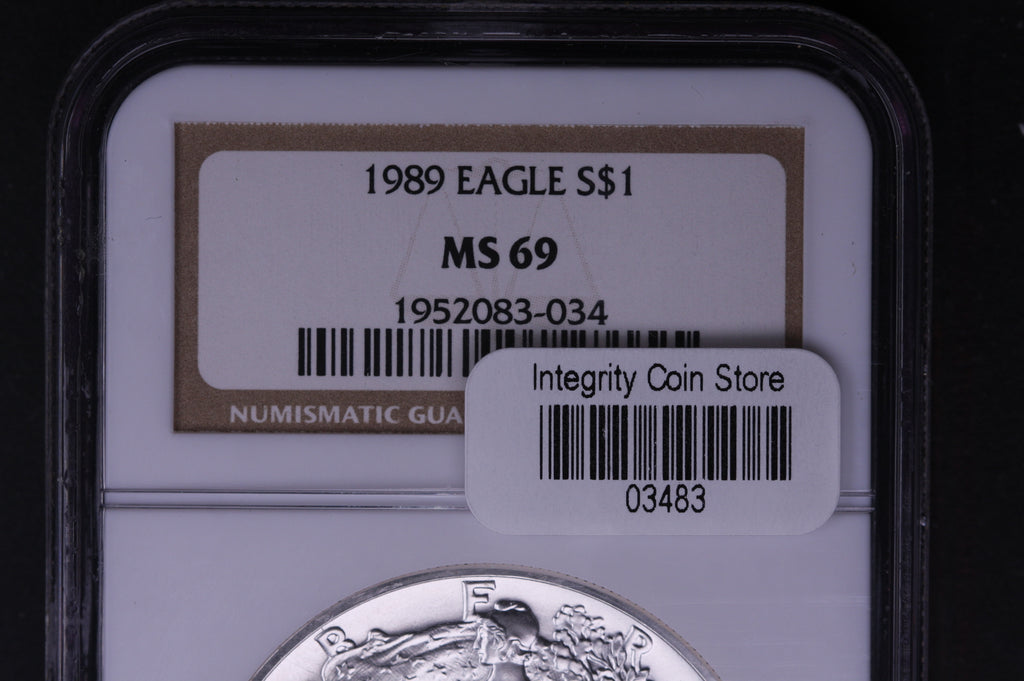 1989 EAGLE S$1
MS 69
1952083-034
NUMISMATIC GUA
Integrity Coin Store
03483
B F R